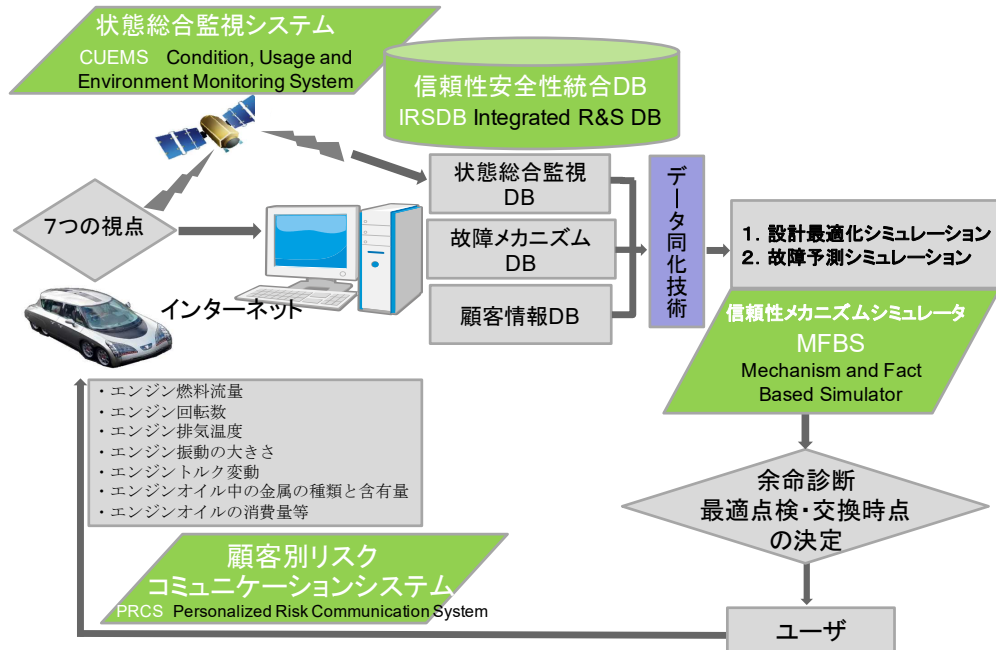 状態総合監視システム
CUEMS Condition, Usage and
Environment Monitoring System
信頼性安全性統合DB
IRSDB Integrated R&S DB
状態総合監視
DB
7つの視点
故障メカニズム
DB
データ同化技術
1. 設計最適化シミュレーション
2. 故障予測シミュレーション
インターネット
顧客情報DB
信頼性メカニズムシミュレータ
MFBS
Mechanism and Fact
Based Simulator
・エンジン燃料流量
・エンジン回転数
・エンジン排気温度
・エンジン振動の大きさ
・エンジントルク変動
・エンジンオイル中の金属の種類と含有量
・エンジンオイルの消費量等
余命診断
最適点検・交換時点
の決定
顧客別リスク
コミュニケーションシステム
PRCS Personalized Risk Communication System
ユーザ